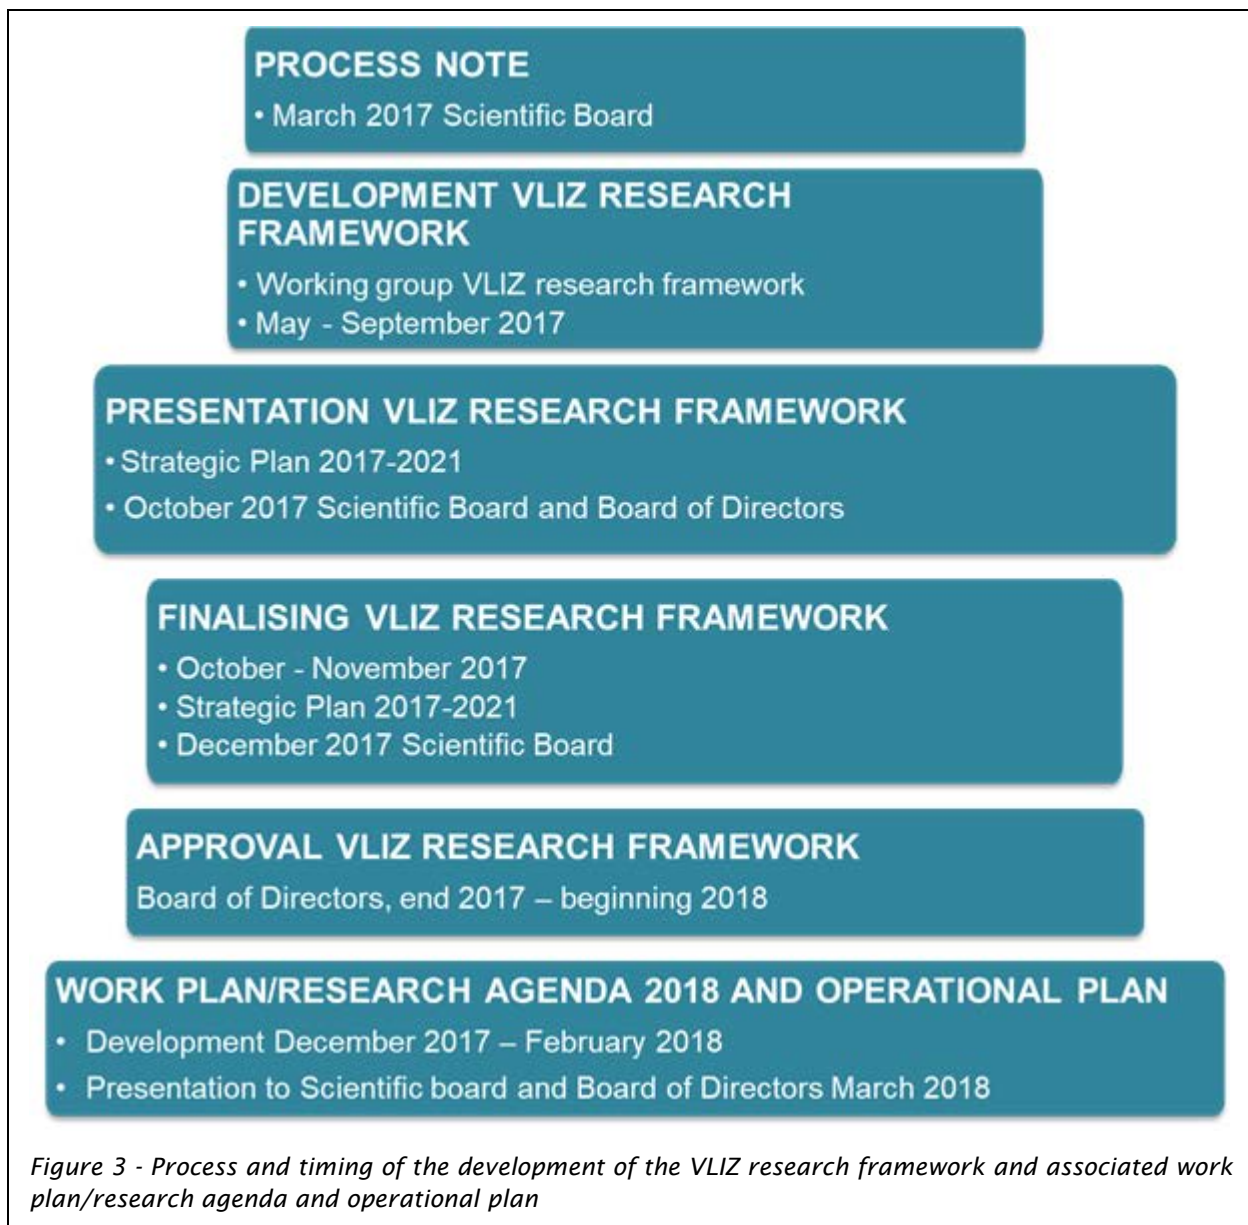 PROCESS NOTE
• March 2017 Scientific Board
DEVELOPMENT VLIZ RESEARCH
FRAMEWORK
• Working group VLIZ research framework
• May - September 2017
PRESENTATION VLIZ RESEARCH FRAMEWORK
• Strategic Plan 2017-2021
• October 2017 Scientific Board and Board of Directors
FINALISING VLIZ RESEARCH FRAMEWORK
• October - November 2017
• Strategic Plan 2017-2021
• December 2017 Scientific Board
APPROVAL VLIZ RESEARCH FRAMEWORK
Board of Directors, end 2017 – beginning 2018
WORK PLAN/RESEARCH AGENDA 2018 AND OPERATIONAL PLAN
• Development December 2017 – February 2018
• Presentation to Scientific board and Board of Directors March 2018
Figure 3 - Process and timing of the development of the VLIZ research framework and associated work
plan/research agenda and operational plan